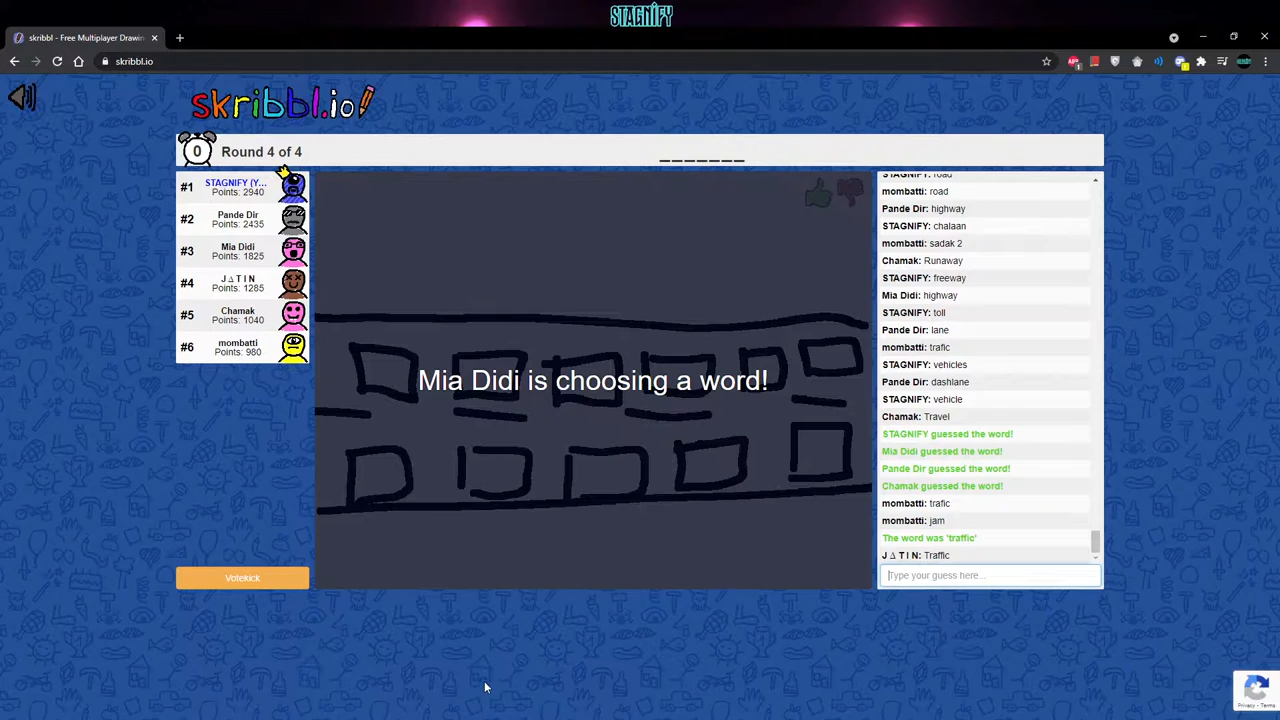 STAGNIFY
skribbl - Free Multiplayer Drawin
skribbl.io
skribbl.io
0
Round 4 of 4
_ _ _ _ _ _ _
#1 STAGNIFY (Y...
Points: 2940
#2 Pande Dir
Points: 2435
#3 Mia Didi
Points: 1825
#4 J Δ T I N
Points: 1285
#5 Chamak
Points: 1040
#6 mombatti
Points: 980
Votekick
Mia Didi is choosing a word!
STAGNIFY: road
mombatti: road
Pande Dir: highway
STAGNIFY: chalaan
mombatti: sadak 2
Chamak: Runaway
STAGNIFY: freeway
Mia Didi: highway
STAGNIFY: toll
Pande Dir: lane
mombatti: trafic
STAGNIFY: vehicles
Pande Dir: dashlane
STAGNIFY: vehicle
Chamak: Travel
STAGNIFY guessed the word!
Mia Didi guessed the word!
Pande Dir guessed the word!
Chamak guessed the word!
mombatti: trafic
mombatti: jam
The word was 'traffic'
J Δ T I N: Traffic
Type your guess here...
Privacy - Terms